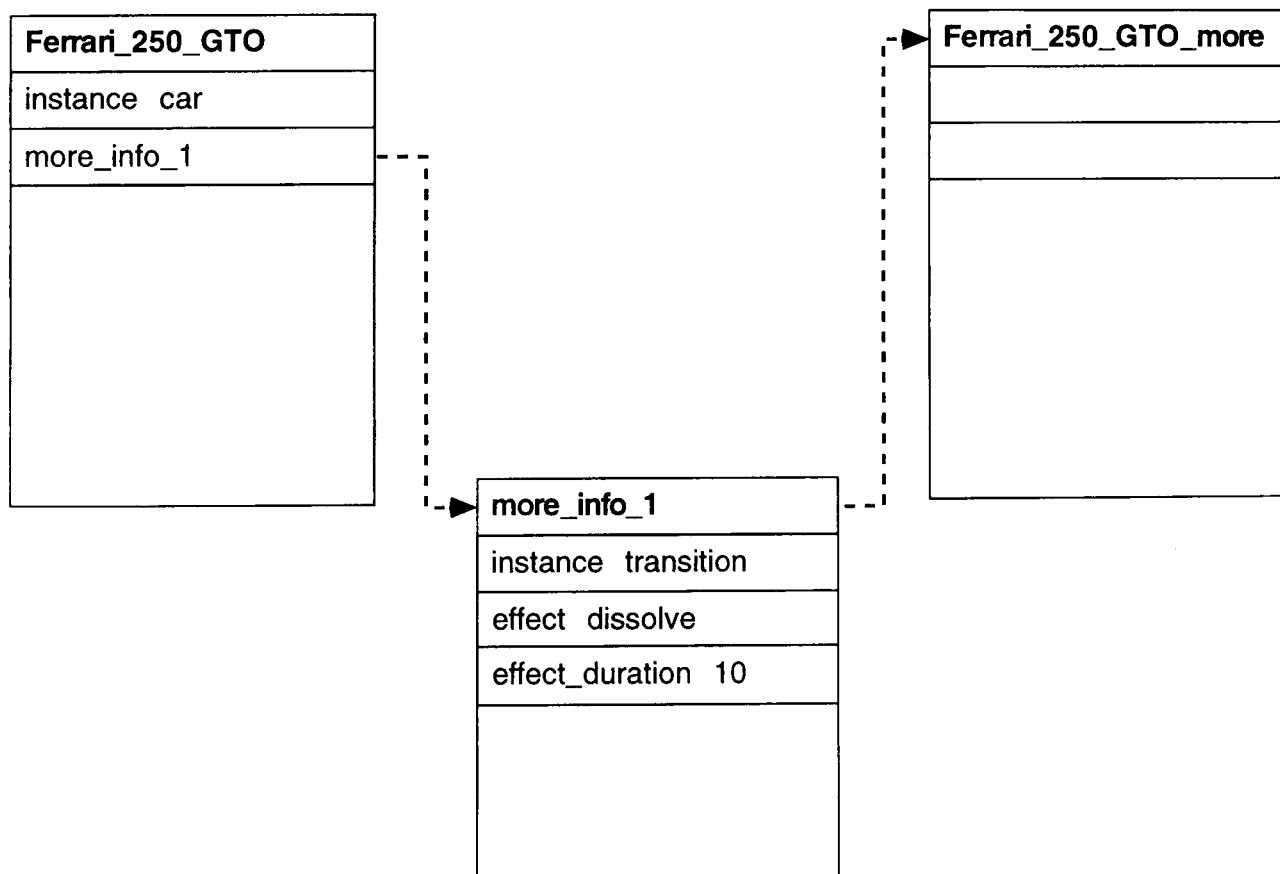 Ferrari_250_GTO
instance car
more_info_1
Ferrari_250_GTO_more
more_info_1
instance transition
effect dissolve
effect_duration 10